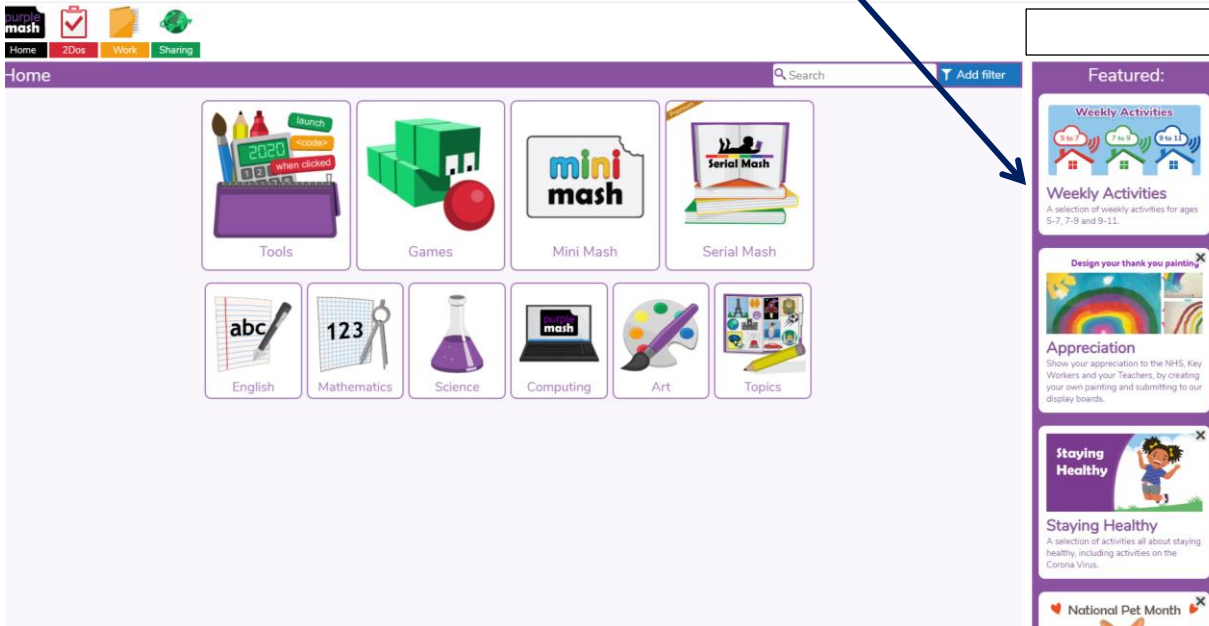 purple
mash
Home 2Dos Work Sharing
Home
Search
Add filter
Featured:
launch
<code>
2020
when clicked
1 2
Tools
Games
mini
mash
Mini Mash
Premium
Serial Mash
Serial Mash
abc
English
123
Mathematics
Science
purple
mash
Computing
Art
Topics
Weekly Activities
5 to 7
7 to 9
9 to 11
Weekly Activities
A selection of weekly activities for ages
5-7, 7-9 and 9-11.
Design your thank you painting
Appreciation
Show your appreciation to the NHS, Key
Workers and your Teachers, by creating
your own painting and submitting to our
display boards.
Staying
Healthy
Staying Healthy
A selection of activities all about staying
healthy, including activities on the
Corona Virus.
National Pet Month